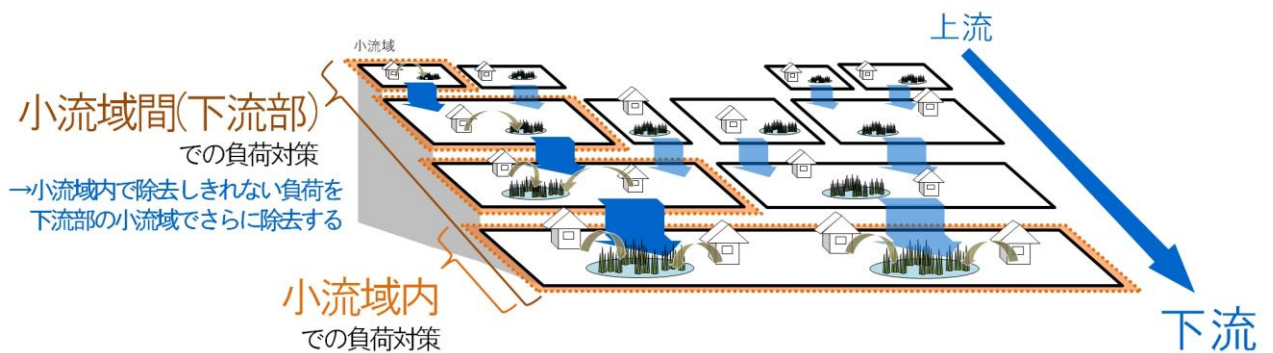 上流
小流域
小流域間(下流部)
での負荷対策
→小流域内で除去しきれない負荷を
下流部の小流域でさらに除去する
小流域内
での負荷対策
下流